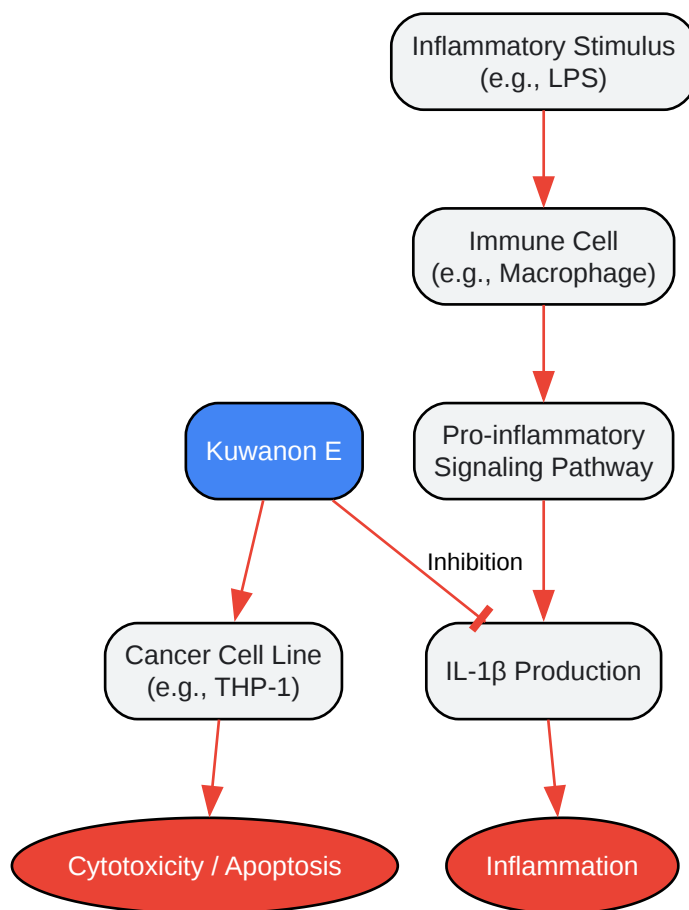 Inflammatory Stimulus
(e.g., LPS)
Immune Cell
(e.g., Macrophage)
Kuwanon E
Pro-inflammatory
Signaling Pathway
Inhibition
Cancer Cell Line
(e.g., THP-1)
IL-1β Production
Cytotoxicity / Apoptosis
Inflammation